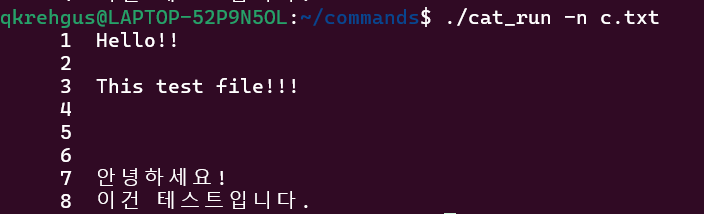 qkrehgus@LAPTOP-52P9N5OL:~/commands$ ./cat_run -n c.txt
1 Hello!!
2
3 This test file!!!
4
5
6
7 안녕하세요!
8 이건 테스트입니다.